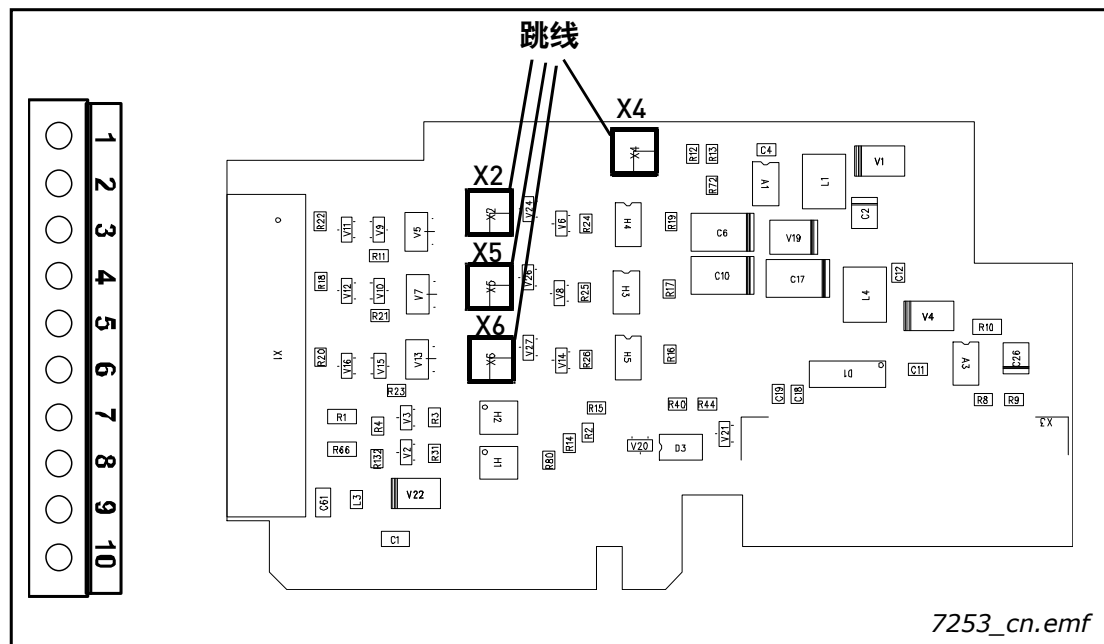 跳线
X4
X4
R12
R13
C4
V1
1
A1
L1
R72
2
X2
X2
V24
C2
R22
V11
V9
V5
V6
R24
H4
R19
C6
V19
3
R11
X5
4
R18
V12
V10
V7
X5
V26
V8
R25
H3
R17
C10
C17
L4
C12
R21
V4
5
X6
R10
X1
R20
V16
V15
V13
X6
V27
V14
R26
H5
R16
6
D1
C11
A3
C26
R23
C19
C18
R8
R9
7
R1
R4
V3
R3
H2
R15
R40
R44
X3
R2
V21
R14
V20
D3
8
R66
R132
V2
R31
H1
R80
9
C61
L3
V22
10
C1
7253_cn.emf